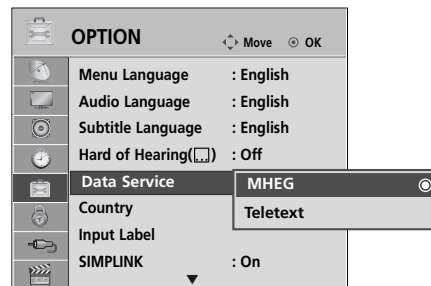 OPTION Move OK
Menu Language : English
Audio Language : English
Subtitle Language : English
Hard of Hearing(...) : Off
Data Service MHEG
Country Teletext
Input Label
SIMPLINK : On